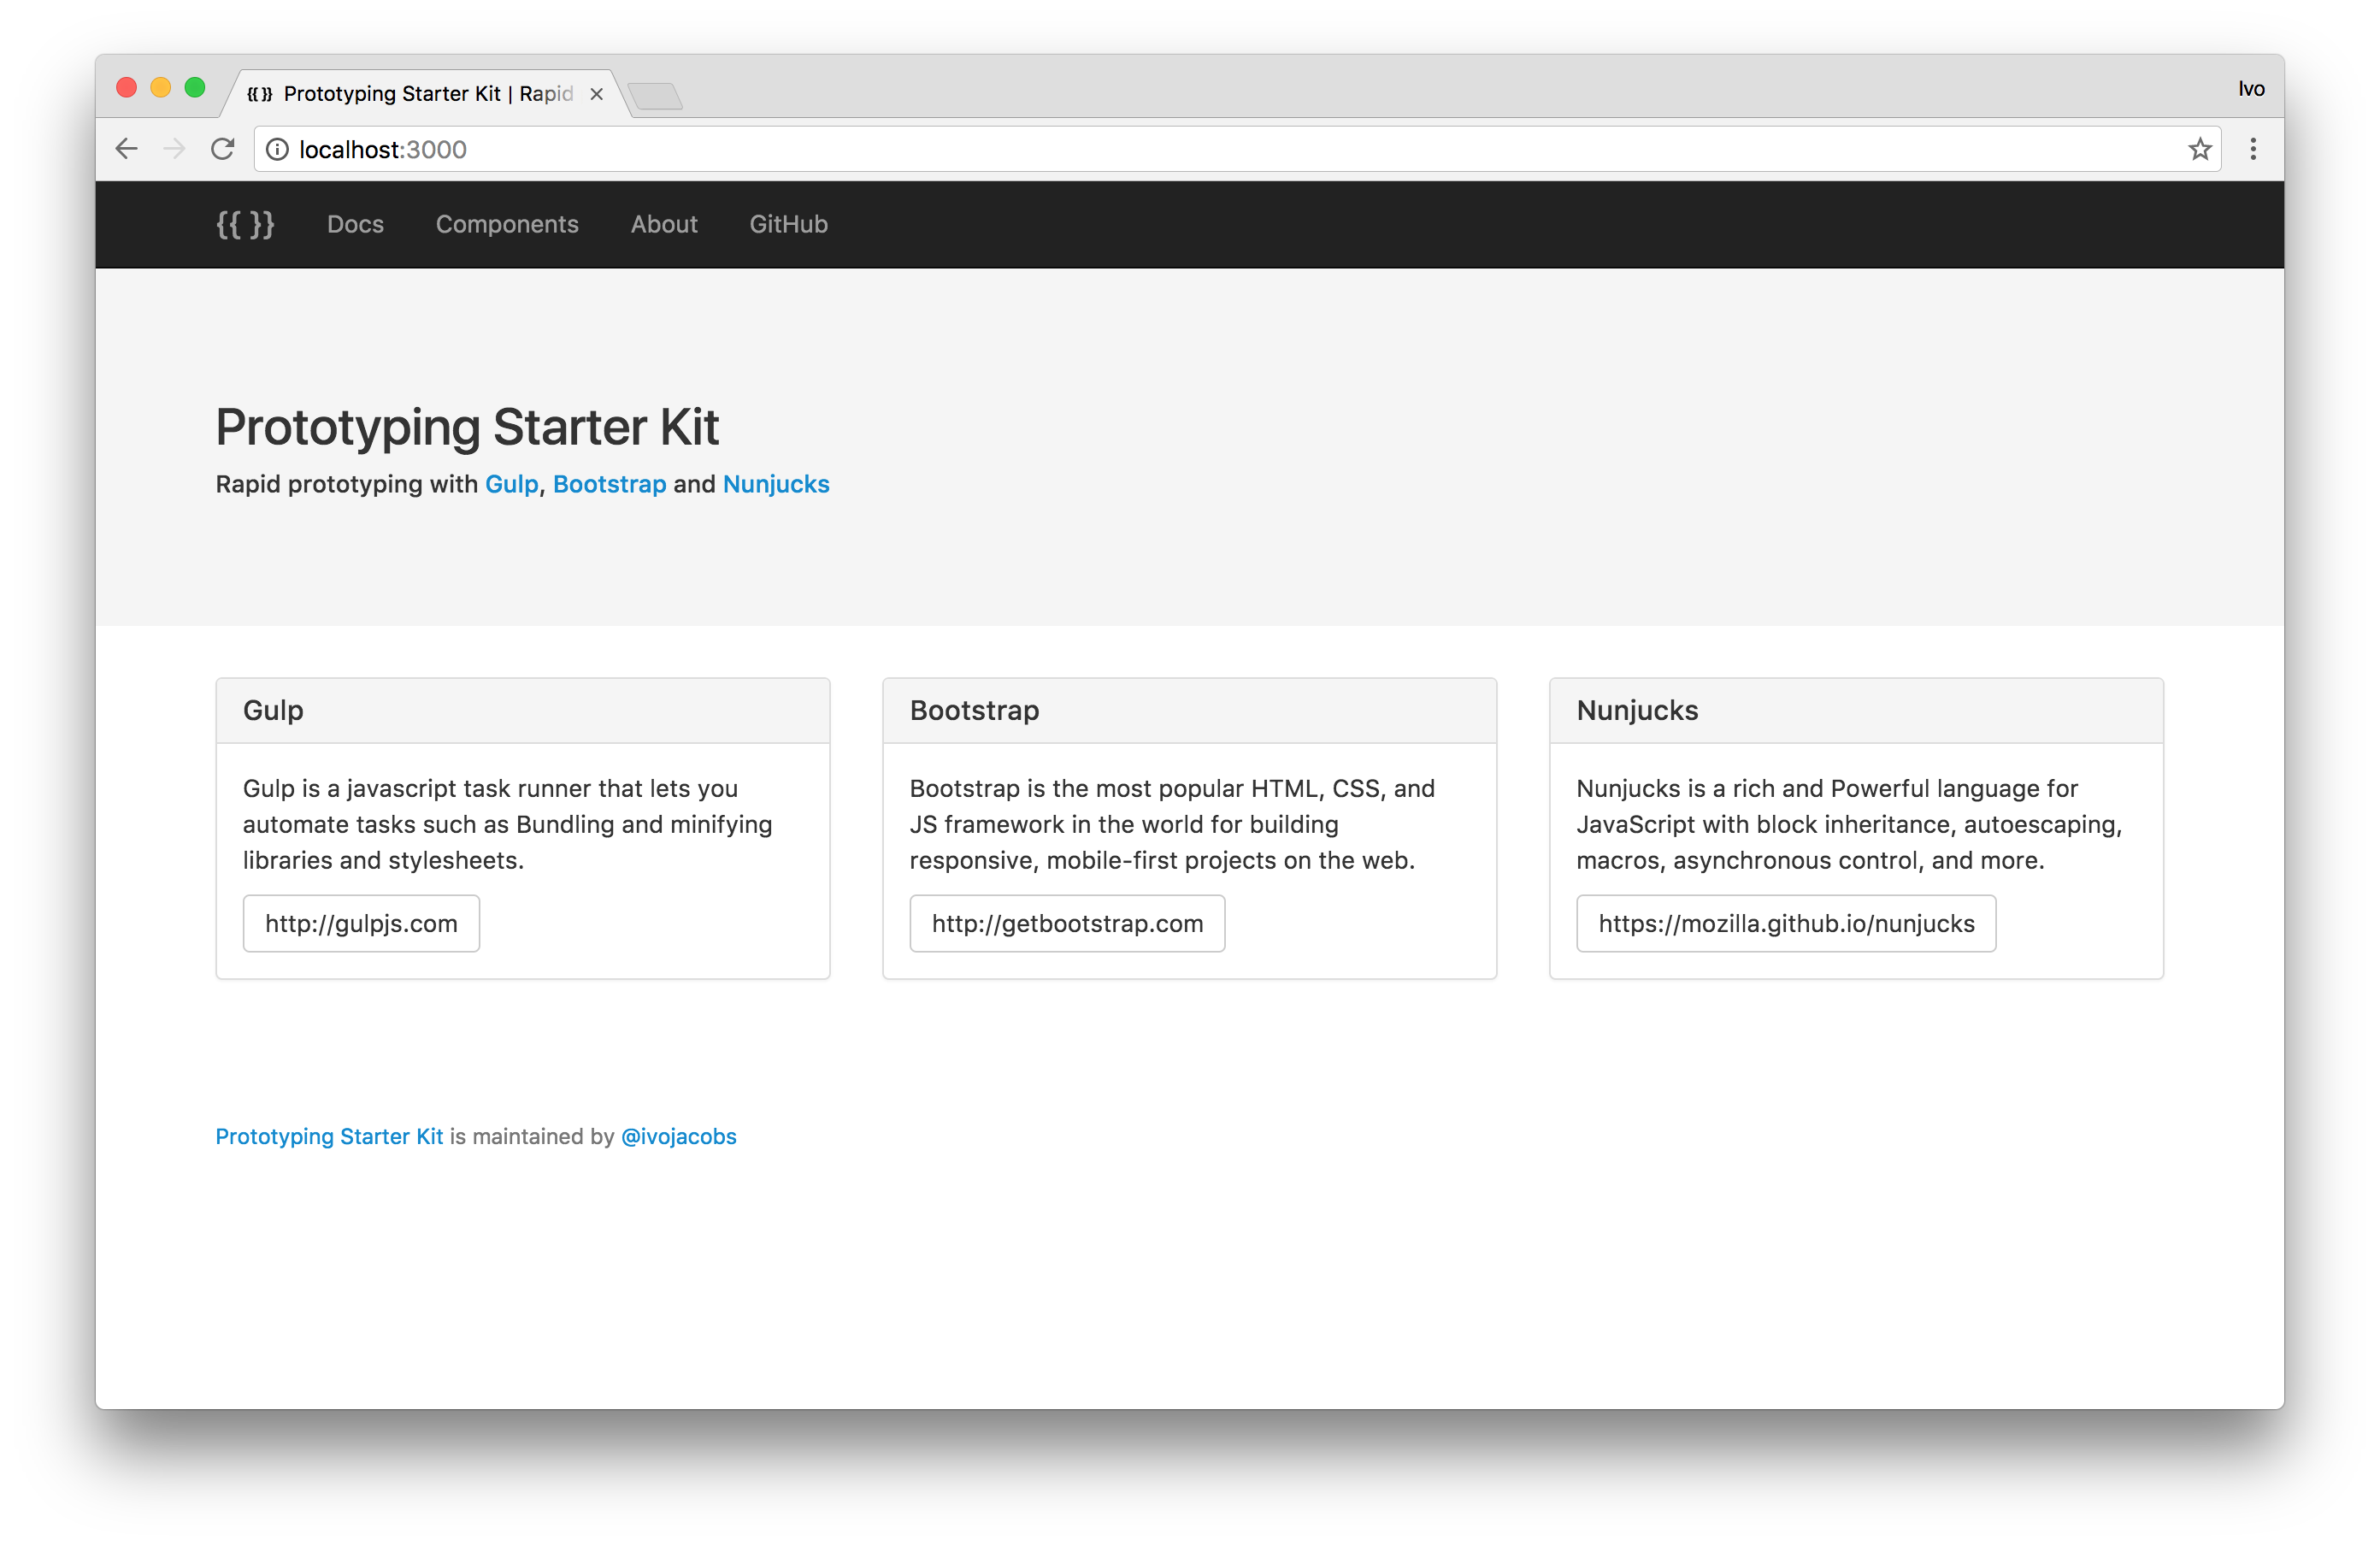 {{ }} Prototyping Starter Kit | Rapid
Ivo
localhost:3000
{{ }} Docs Components About GitHub
Prototyping Starter Kit
Rapid prototyping with Gulp, Bootstrap and Nunjucks
Gulp
Gulp is a javascript task runner that lets you
automate tasks such as Bundling and minifying
libraries and stylesheets.
http://gulpjs.com
Bootstrap
Bootstrap is the most popular HTML, CSS, and
JS framework in the world for building
responsive, mobile-first projects on the web.
http://getbootstrap.com
Nunjucks
Nunjucks is a rich and Powerful language for
JavaScript with block inheritance, autoescaping,
macros, asynchronous control, and more.
https://mozilla.github.io/nunjucks
Prototyping Starter Kit is maintained by @ivojacobs